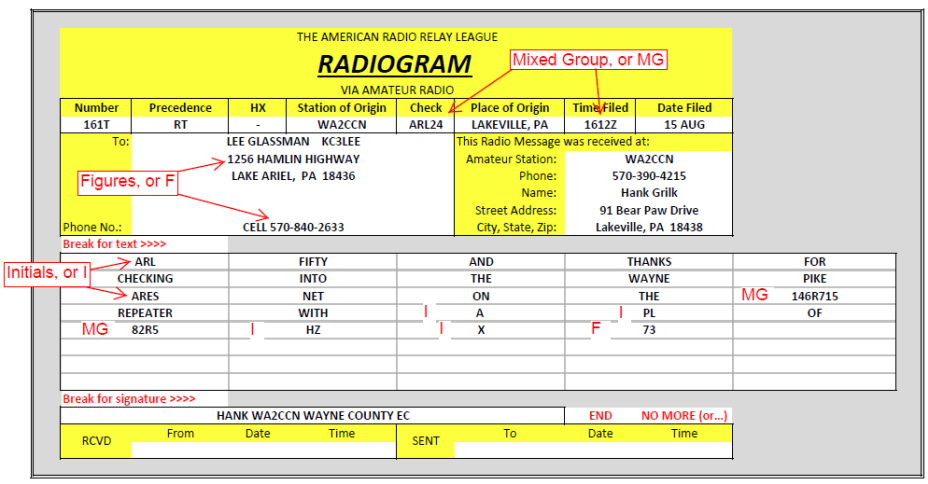 THE AMERICAN RADIO RELAY LEAGUE
RADIOGRAM
Mixed Group, or MG
VIA AMATEUR RADIO
Number Precedence HX Station of Origin Check Place of Origin Time Filed Date Filed
161T RT - WA2CCN ARL24 LAKEVILLE, PA 1612Z 15 AUG
To: LEE GLASSMAN KC3LEE This Radio Message was received at:
1256 HAMLIN HIGHWAY Amateur Station: WA2CCN
LAKE ARIEL, PA 18436 Phone: 570-390-4215
Figures, or F
Name: Hank Grilk
Street Address: 91 Bear Paw Drive
Phone No.: CELL 570-840-2633 City, State, Zip: Lakeville, PA 18438
Break for text >>>>
ARL FIFTY AND THANKS FOR
Initials, or I
CHECKING INTO THE WAYNE PIKE
ARES NET ON THE MG 146R715
REPEATER WITH I A I PL OF
MG 82R5 I HZ I X F 73
Break for signature >>>>
HANK WA2CCN WAYNE COUNTY EC END NO MORE (or...)
RCVD From Date Time SENT To Date Time